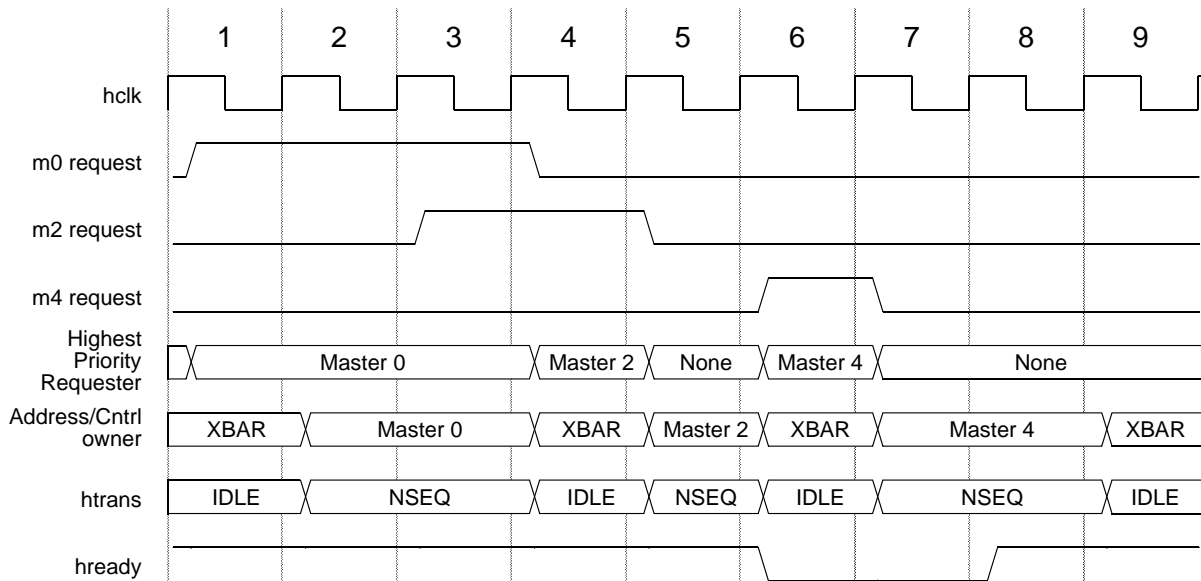 1 2 3 4 5 6 7 8 9
hclk
m0 request
m2 request
m4 request
Highest
Priority
Requester
Master 0 Master 2 None Master 4 None
Address/Cntrl
owner
XBAR Master 0 XBAR Master 2 XBAR Master 4 XBAR
htrans IDLE NSEQ IDLE NSEQ IDLE NSEQ IDLE
hready